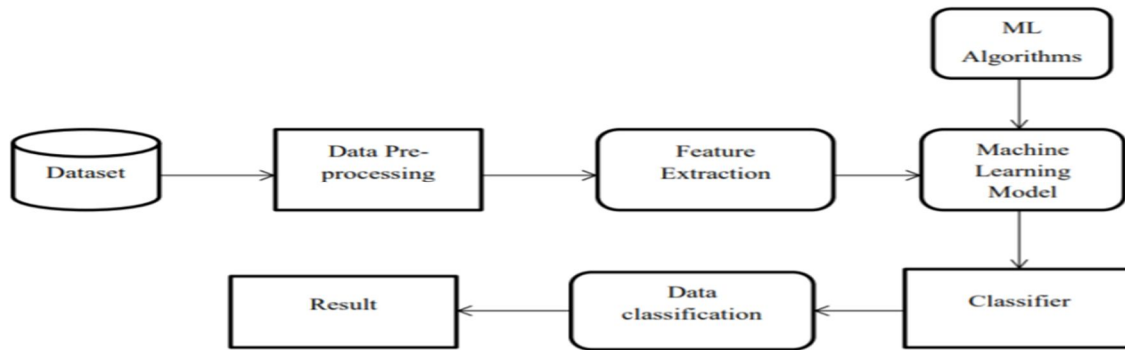 ML
Algorithms
Dataset
Data Pre-
processing
Feature
Extraction
Machine
Learning
Model
Result
Data
classification
Classifier